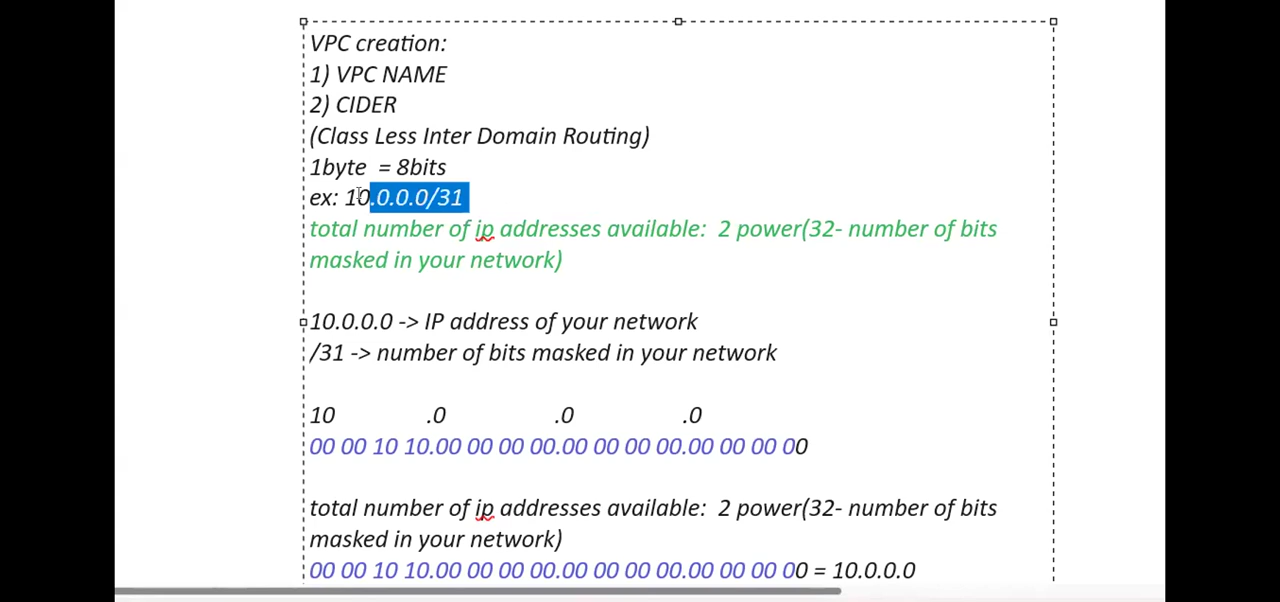 VPC creation:
1) VPC NAME
2) CIDER
(Class Less Inter Domain Routing)
1byte  = 8bits
ex: 10.0.0.0/31
total number of ip addresses available:  2 power(32- number of bits
masked in your network)
10.0.0.0 -> IP address of your network
/31 -> number of bits masked in your network
10 .0 .0 .0
00 00 10 10.00 00 00 00.00 00 00 00.00 00 00 00
total number of ip addresses available:  2 power(32- number of bits
masked in your network)
00 00 10 10.00 00 00 00.00 00 00 00.00 00 00 00 = 10.0.0.0